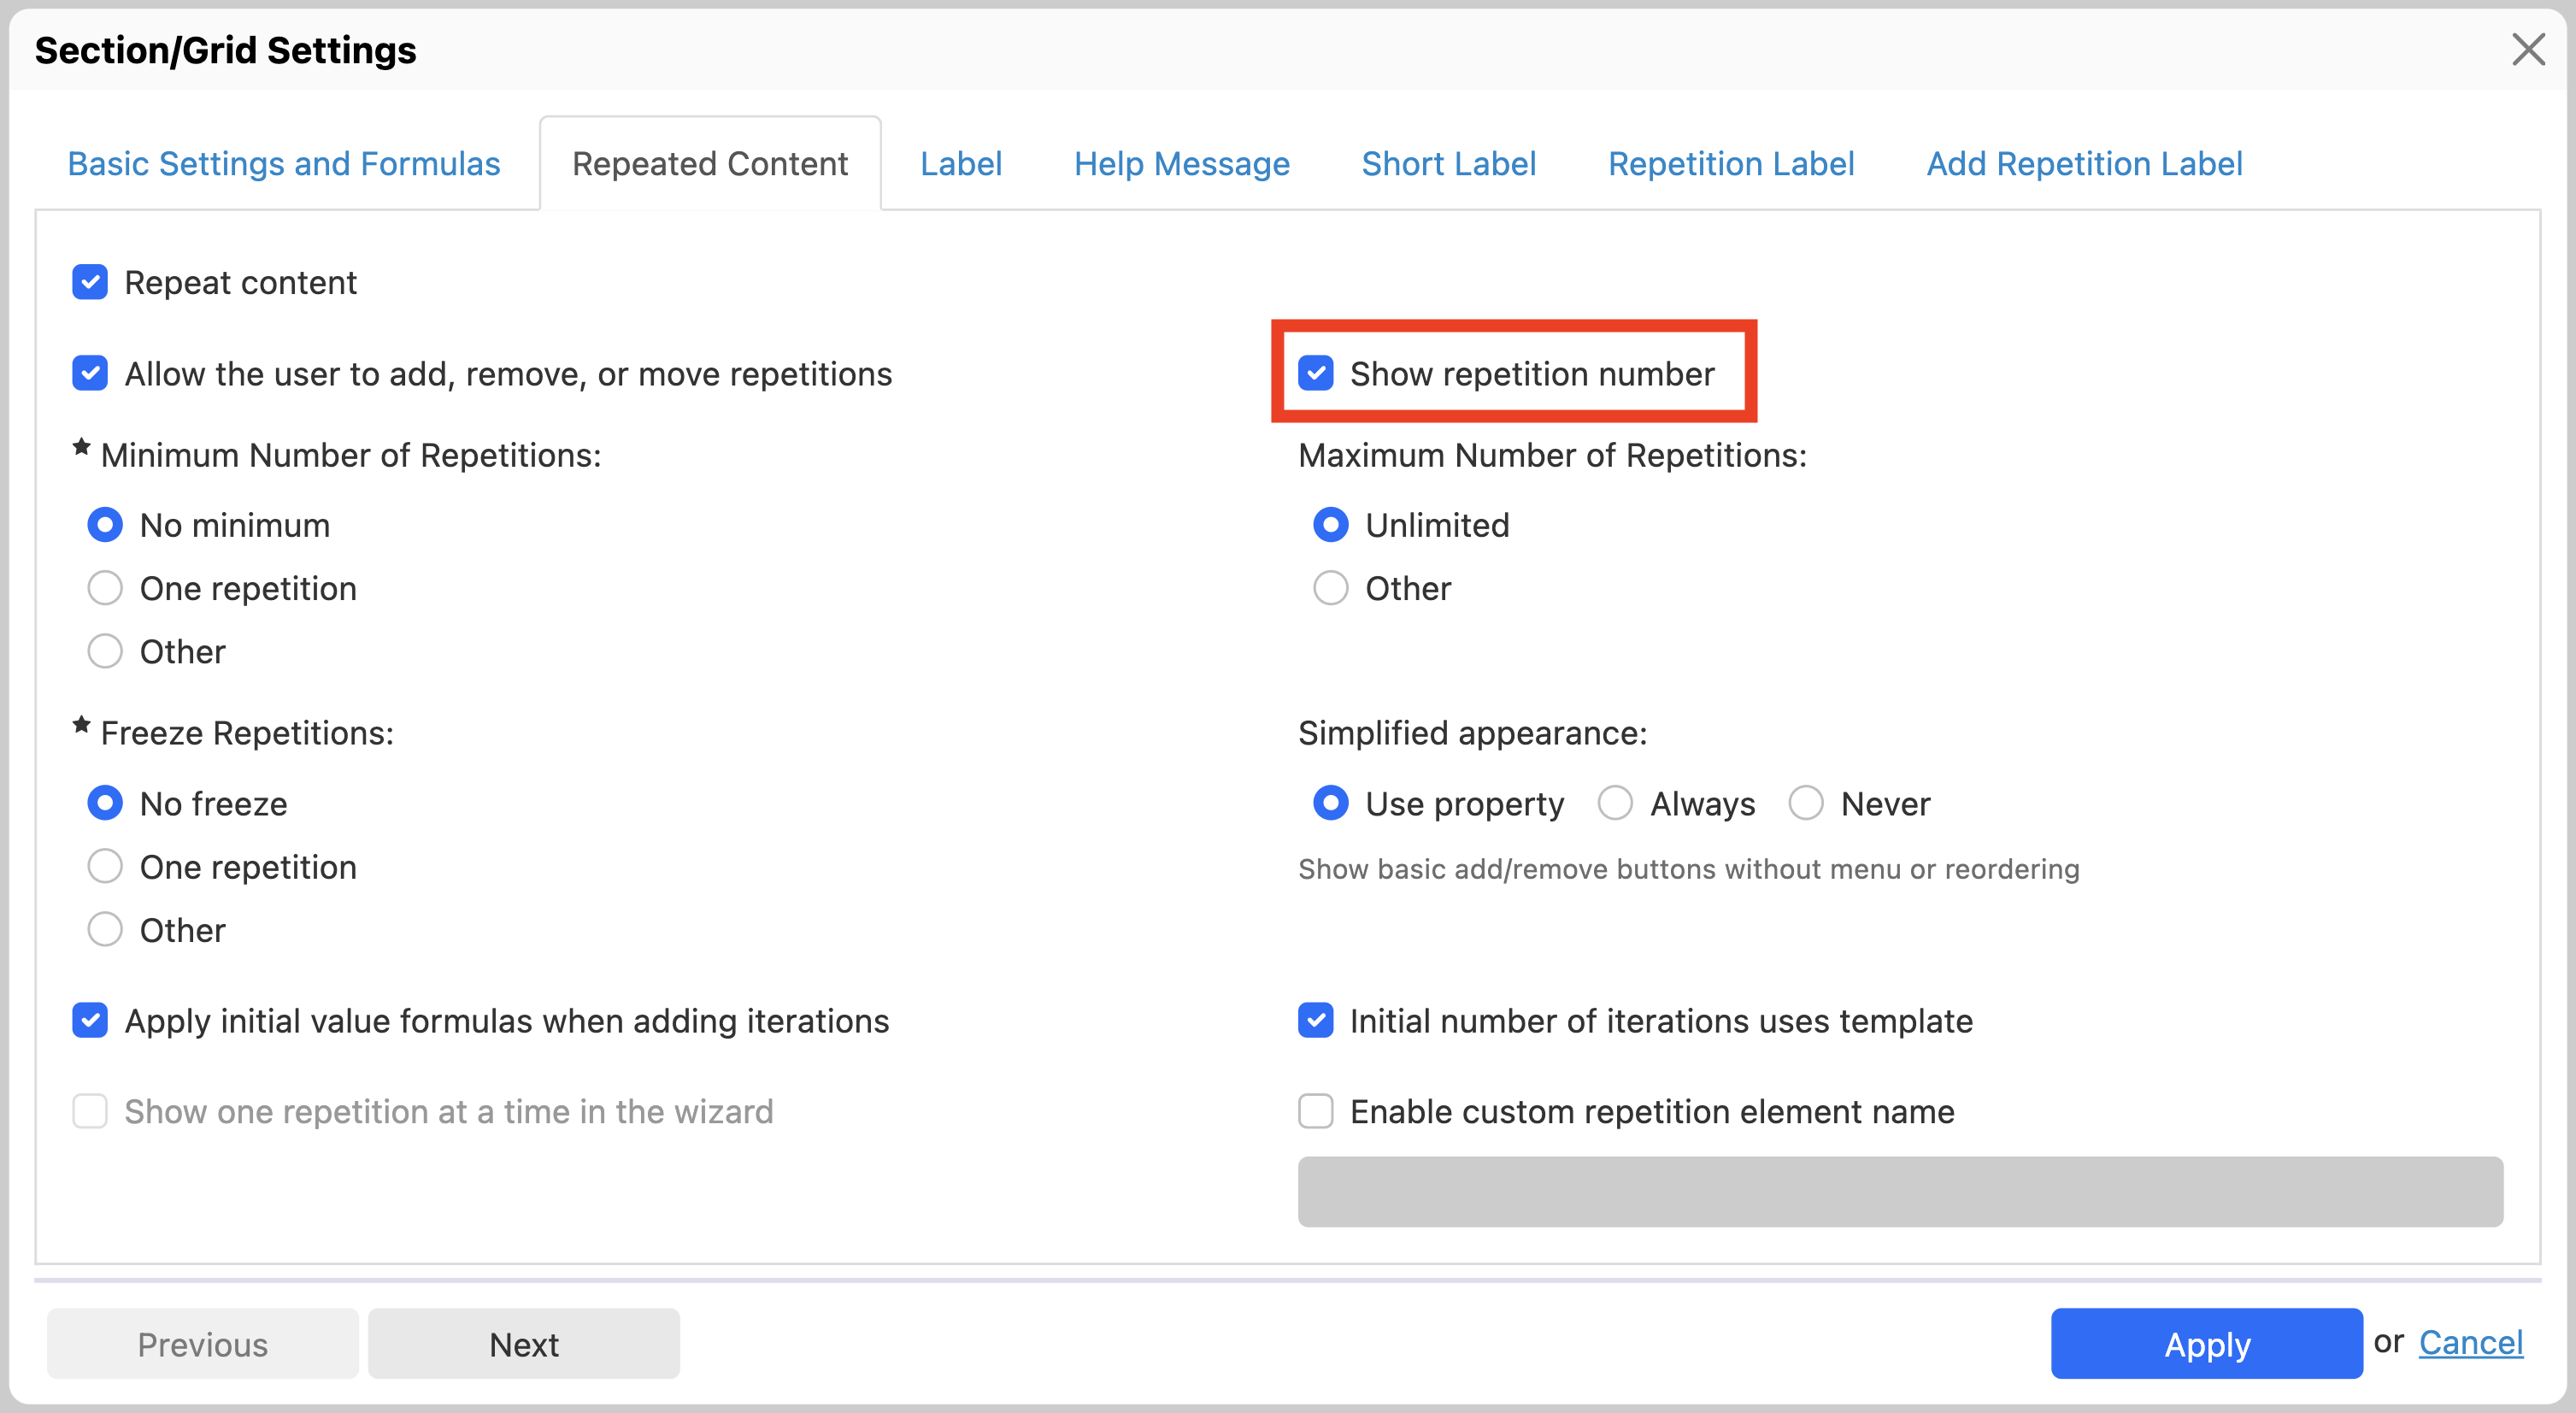 Section/Grid Settings
Basic Settings and Formulas
Repeated Content
Label
Help Message
Short Label
Repetition Label
Add Repetition Label
Repeat content
Allow the user to add, remove, or move repetitions
Show repetition number
Minimum Number of Repetitions:
No minimum
One repetition
Other
Maximum Number of Repetitions:
Unlimited
Other
Freeze Repetitions:
No freeze
One repetition
Other
Simplified appearance:
Use property Always Never
Show basic add/remove buttons without menu or reordering
Apply initial value formulas when adding iterations
Initial number of iterations uses template
Show one repetition at a time in the wizard
Enable custom repetition element name
Previous
Next
Apply or Cancel